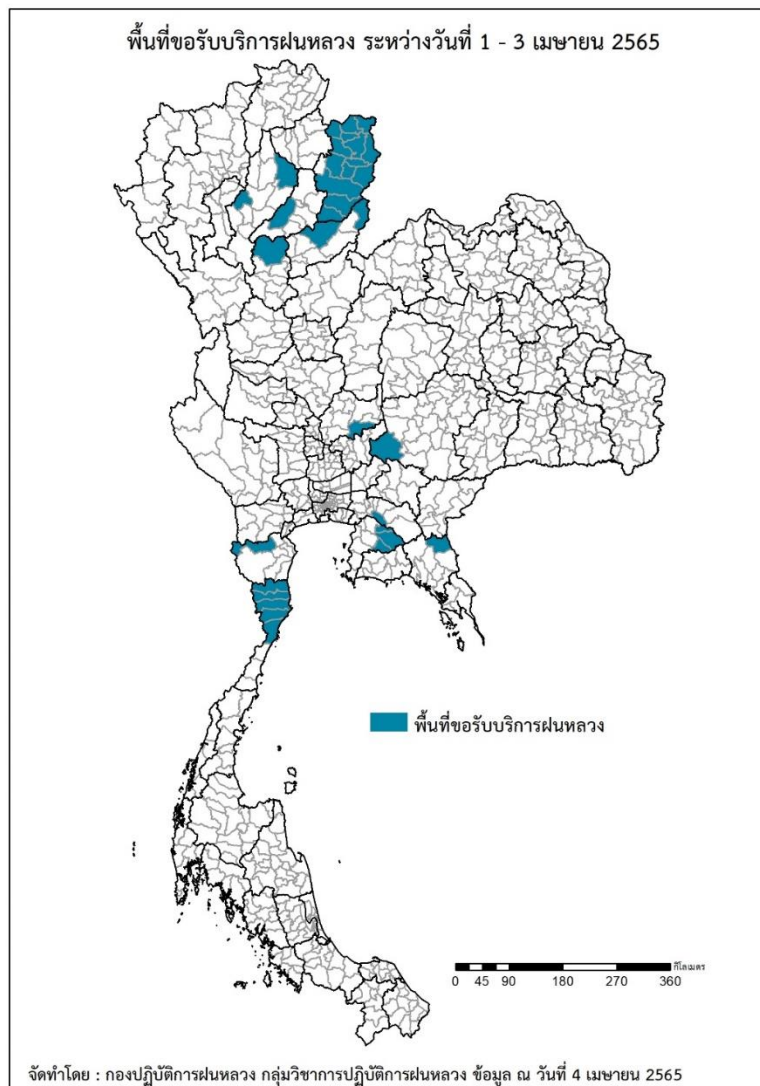 พื้นที่ขอรับบริการฝนหลวง ระหว่างวันที่ 1 - 3 เมษายน 2565
พื้นที่ขอรับบริการฝนหลวง
กิโลเมตร
0 45 90 180 270 360
จัดทำโดย : กองปฏิบัติการฝนหลวง กลุ่มวิชาการปฏิบัติการฝนหลวง ข้อมูล ณ วันที่ 4 เมษายน 2565